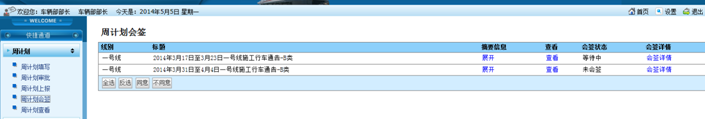 欢迎您：车辆部部长 车辆部部长 今天是：2014年5月5日 星期一
首页 设置 退出
WELCOME
快捷通道
周计划
周计划填写
周计划审批
周计划上报
周计划会签
周计划查看
周计划会签
线别 标题 摘要信息 查看 会签状态 会签详情
一号线 2014年3月17日至3月23日一号线施工行车通告-B类 展开 查看 等待中 会签详情
一号线 2014年3月31日至4月4日一号线施工行车通告-B类 展开 查看 未会签 会签详情
全选 反选 同意 不同意